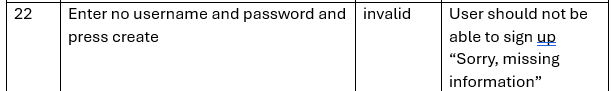 22 Enter no username and password and invalid User should not be
press create able to sign up
“Sorry, missing
information”